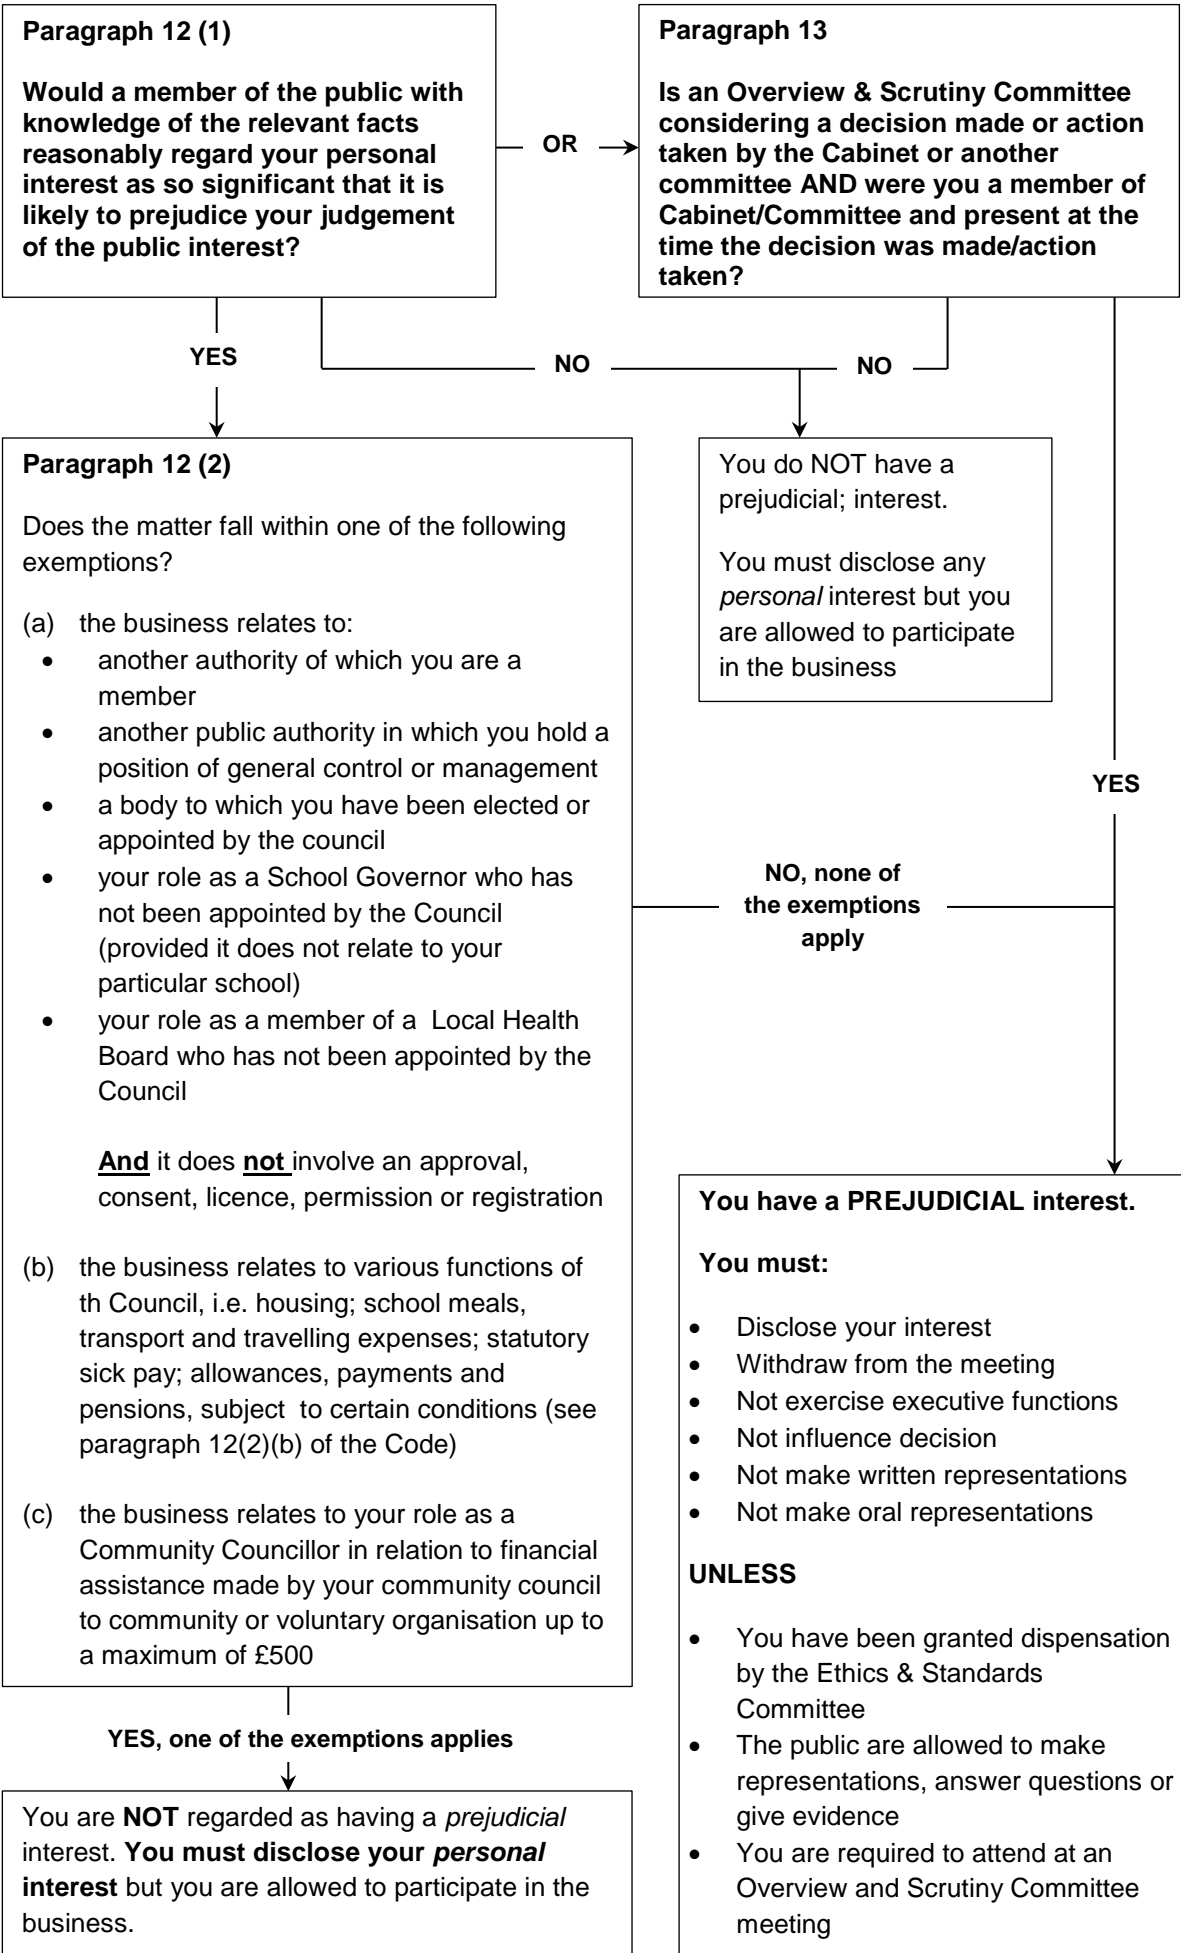 Paragraph 12 (1)
Would a member of the public with
knowledge of the relevant facts
reasonably regard your personal
interest as so significant that it is
likely to prejudice your judgement
of the public interest?
OR
Paragraph 13
Is an Overview & Scrutiny Committee
considering a decision made or action
taken by the Cabinet or another
committee AND were you a member of
Cabinet/Committee and present at the
time the decision was made/action
taken?
YES
NO
NO
Paragraph 12 (2)
Does the matter fall within one of the following
exemptions?
(a) the business relates to:
• another authority of which you are a
member
• another public authority in which you hold a
position of general control or management
• a body to which you have been elected or
appointed by the council
• your role as a School Governor who has
not been appointed by the Council
(provided it does not relate to your
particular school)
• your role as a member of a Local Health
Board who has not been appointed by the
Council
And it does not involve an approval,
consent, licence, permission or registration
(b) the business relates to various functions of
th Council, i.e. housing; school meals,
transport and travelling expenses; statutory
sick pay; allowances, payments and
pensions, subject to certain conditions (see
paragraph 12(2)(b) of the Code)
(c) the business relates to your role as a
Community Councillor in relation to financial
assistance made by your community council
to community or voluntary organisation up to
a maximum of £500
You do NOT have a
prejudicial; interest.
You must disclose any
personal interest but you
are allowed to participate
in the business
YES
NO, none of
the exemptions
apply
YES, one of the exemptions applies
You are NOT regarded as having a prejudicial
interest. You must disclose your personal
interest but you are allowed to participate in the
business.
You have a PREJUDICIAL interest.
You must:
• Disclose your interest
• Withdraw from the meeting
• Not exercise executive functions
• Not influence decision
• Not make written representations
• Not make oral representations
UNLESS
• You have been granted dispensation
by the Ethics & Standards
Committee
• The public are allowed to make
representations, answer questions or
give evidence
• You are required to attend at an
Overview and Scrutiny Committee
meeting